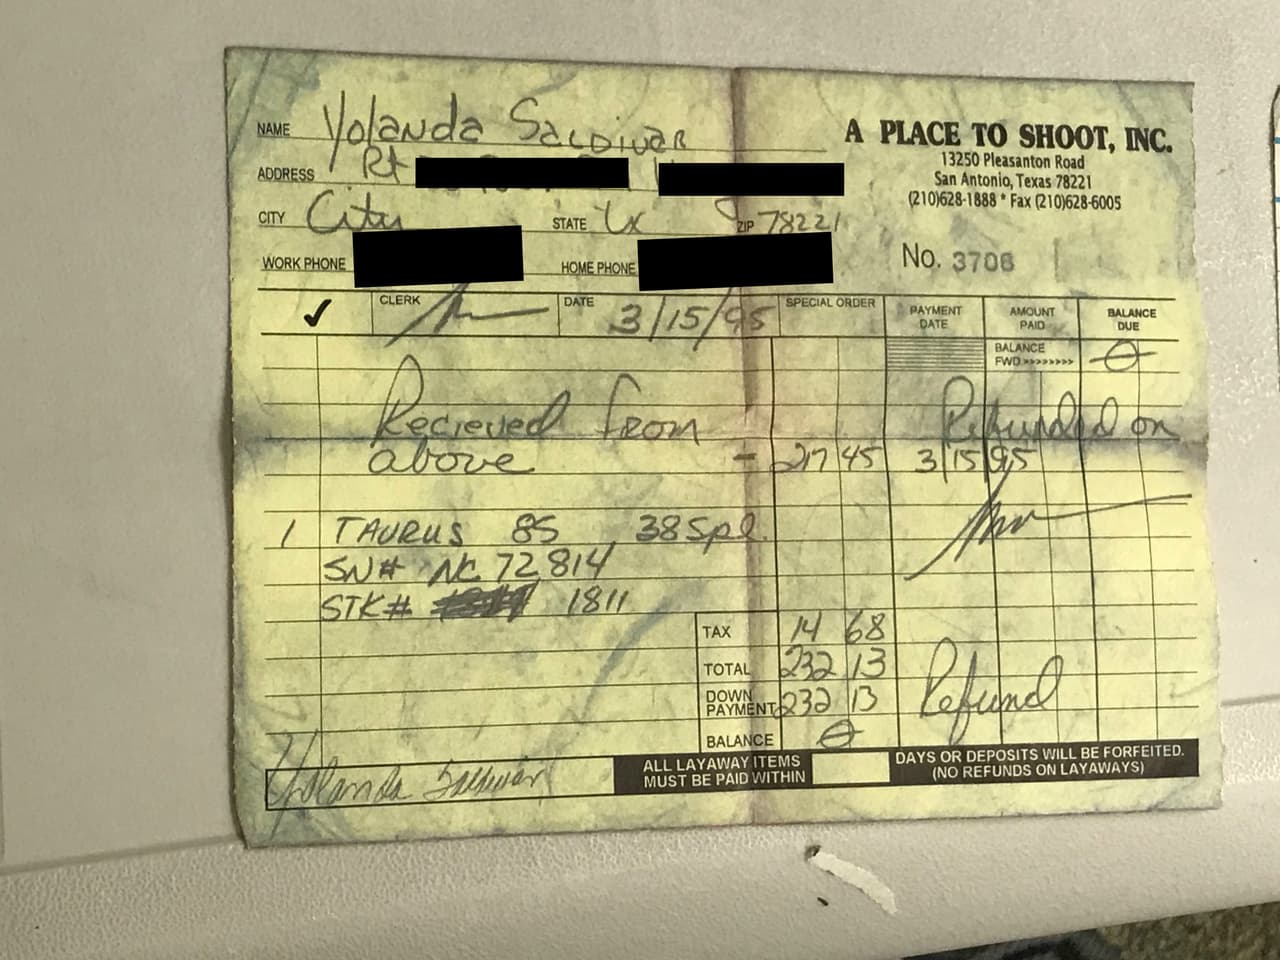 NAME Yolanda Saldivar
A PLACE TO SHOOT, INC.
13250 Pleasanton Road
San Antonio, Texas 78221
(210)628-1888 * Fax (210)628-6005
ADDRESS Rt
CITY City STATE Tx ZIP 78221
WORK PHONE HOME PHONE
No. 3708
✓ CLERK DATE 3/15/95 SPECIAL ORDER PAYMENT DATE AMOUNT PAID BALANCE DUE
BALANCE FWD.>>>>>>>> 0
Recieved from
above - 217 45
Refunded on
3/15/95
1 TAURUS 85 38 Spl.
SN# NC 72814
STK# 1811
TAX 14 68
TOTAL 232 13
DOWN PAYMENT 232 13
Refund
BALANCE 0
Yolanda Saldivar
ALL LAYAWAY ITEMS MUST BE PAID WITHIN
DAYS OR DEPOSITS WILL BE FORFEITED.
(NO REFUNDS ON LAYAWAYS)